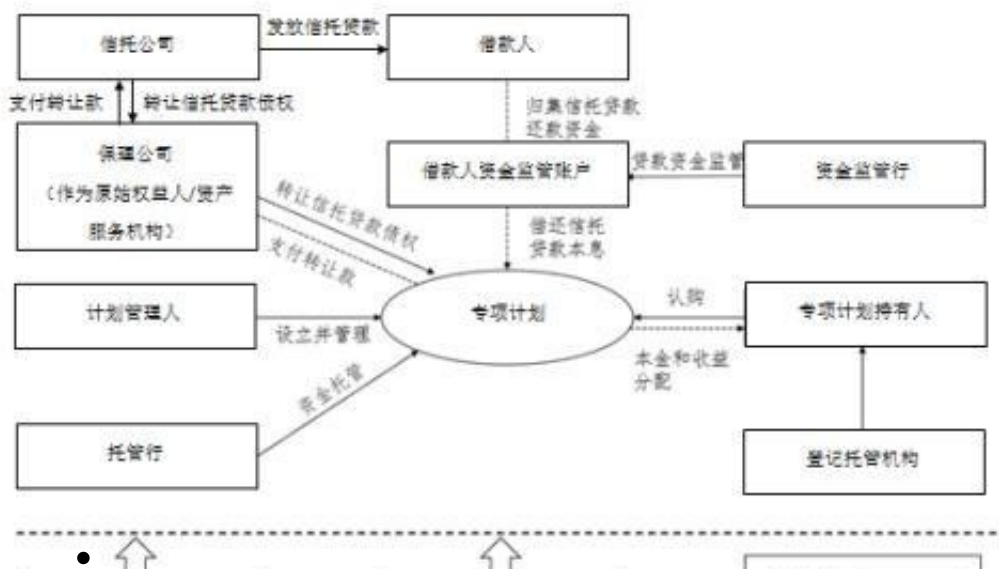 信托公司
发放信托贷款
借款人
支付转让款
转让信托贷款债权
归集信托贷款
还款资金
保理公司
（作为原始权益人/资产
服务机构）
借款人资金监管账户
贷款资金监管
资金监管行
转让信托贷款债权
支付转让款
偿还信托
贷款本息
计划管理人
设立并管理
专项计划
认购
专项计划持有人
本金和收益
分配
资金托管
托管行
登记托管机构